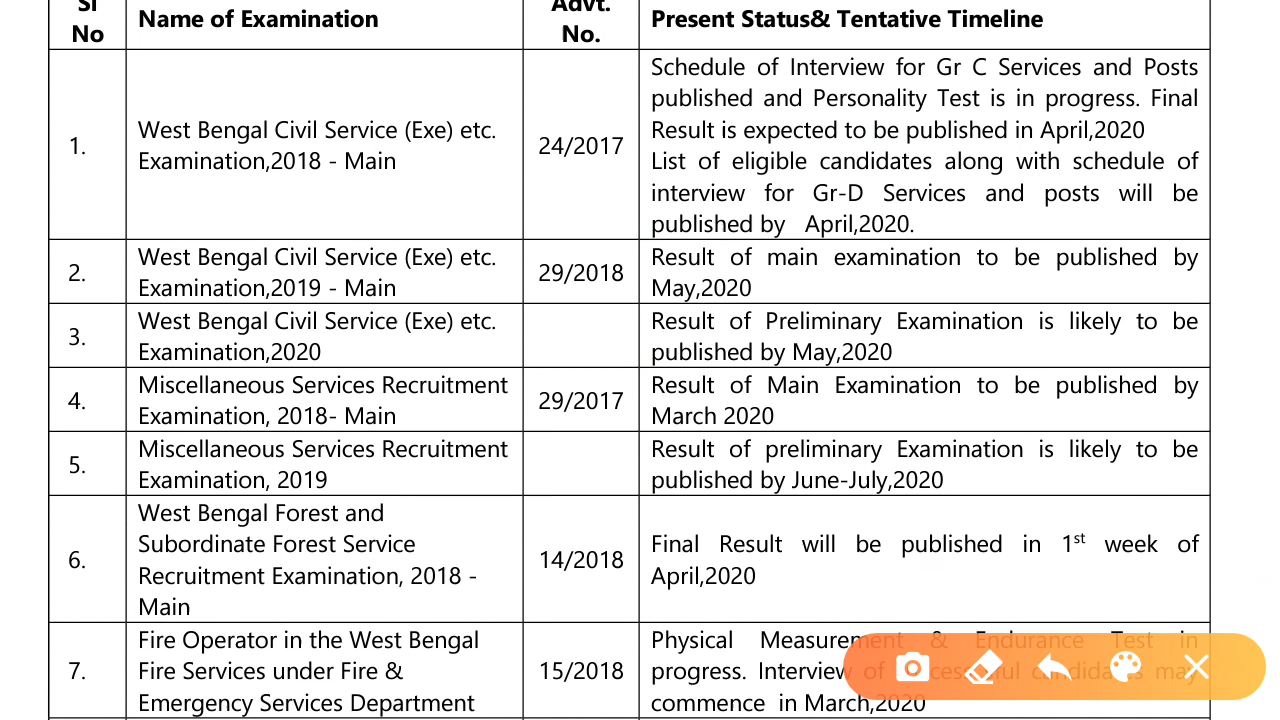 Sl
No
Name of Examination
Advt.
No.
Present Status& Tentative Timeline
1.
West Bengal Civil Service (Exe) etc.
Examination,2018 - Main
24/2017
Schedule of Interview for Gr C Services and Posts
published and Personality Test is in progress. Final
Result is expected to be published in April,2020
List of eligible candidates along with schedule of
interview for Gr-D Services and posts will be
published by April,2020.
2.
West Bengal Civil Service (Exe) etc.
Examination,2019 - Main
29/2018
Result of main examination to be published by
May,2020
3.
West Bengal Civil Service (Exe) etc.
Examination,2020
Result of Preliminary Examination is likely to be
published by May,2020
4.
Miscellaneous Services Recruitment
Examination, 2018- Main
29/2017
Result of Main Examination to be published by
March 2020
5.
Miscellaneous Services Recruitment
Examination, 2019
Result of preliminary Examination is likely to be
published by June-July,2020
6.
West Bengal Forest and
Subordinate Forest Service
Recruitment Examination, 2018 -
Main
14/2018
Final Result will be published in 1st week of
April,2020
7.
Fire Operator in the West Bengal
Fire Services under Fire &
Emergency Services Department
15/2018
Physical Measurement & Endurance Test in
progress. Interview of may
commence in March,2020